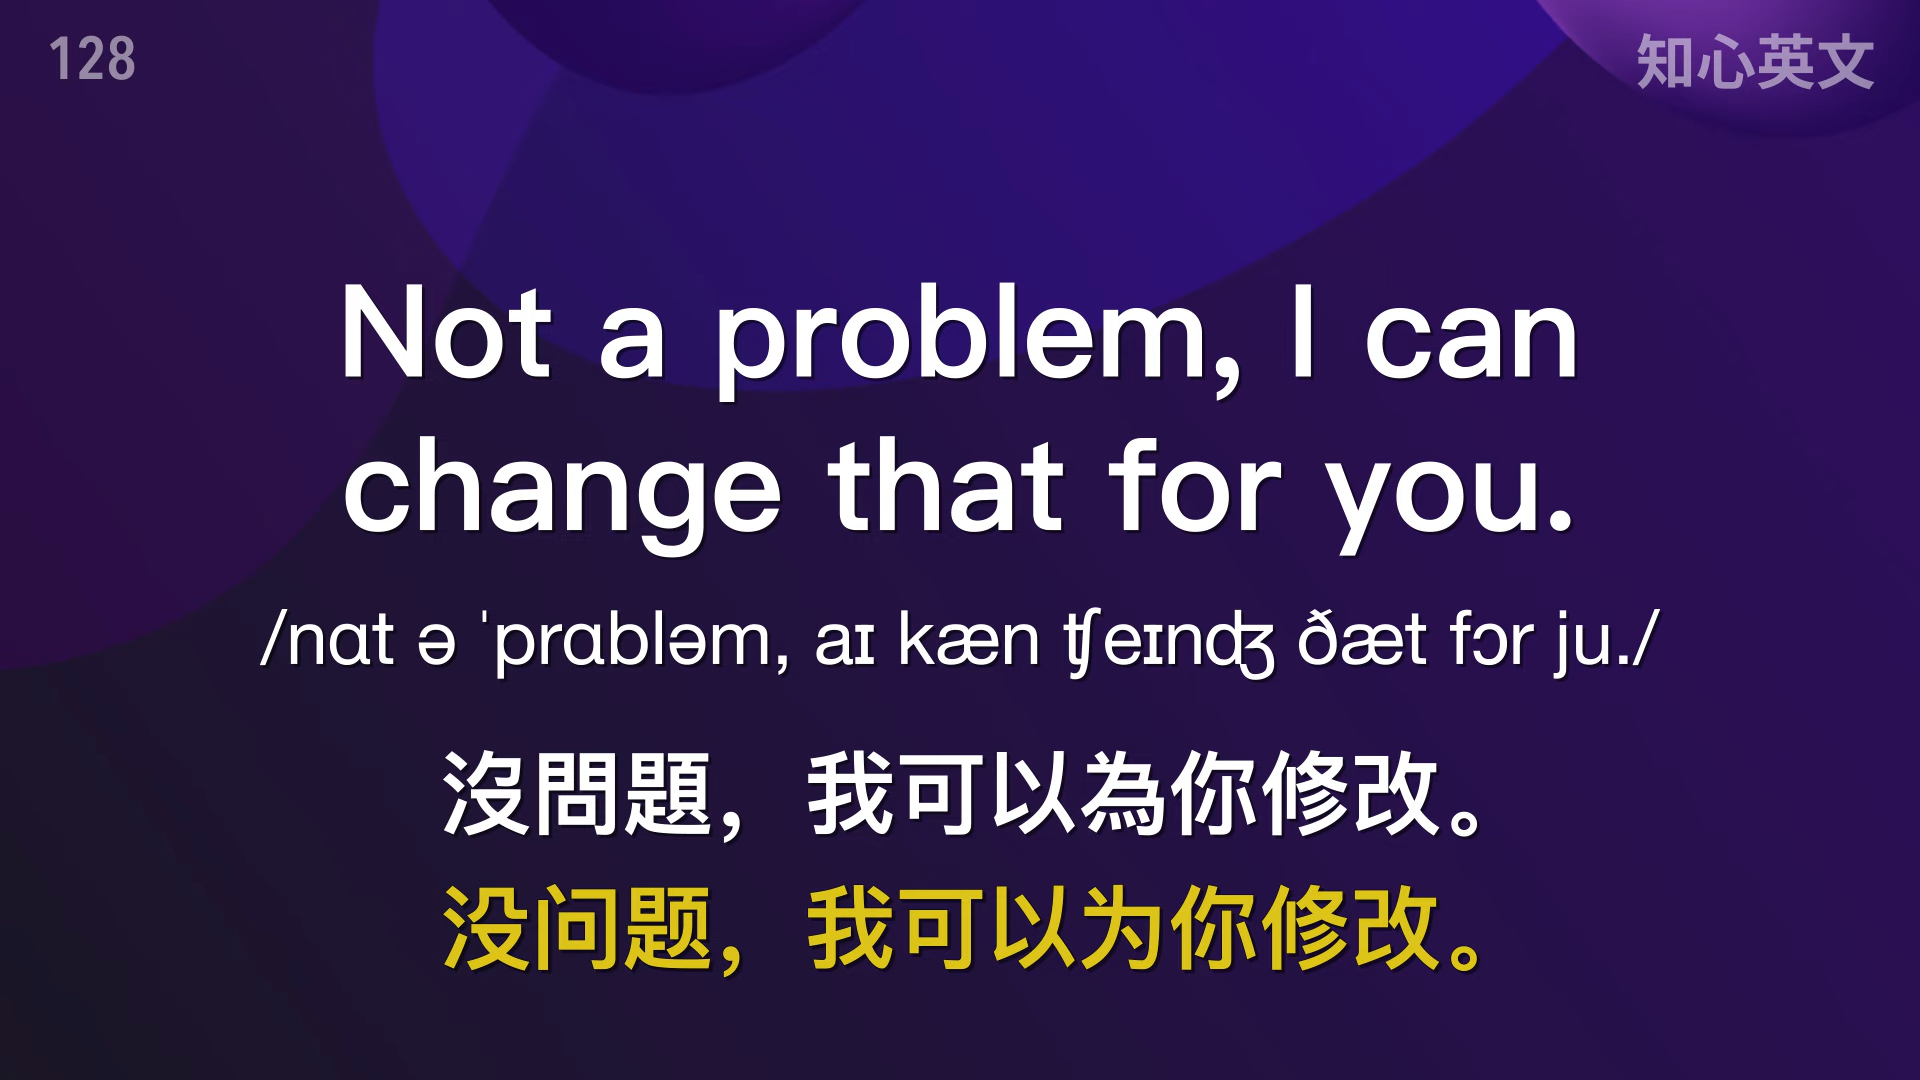 128
知心英文
Not a problem, I can
change that for you.
/nɑt ə ˈprɑbləm, aɪ kæn ʧeɪnʤ ðæt fɔr ju./
沒問題，我可以為你修改。
没问题，我可以为你修改。